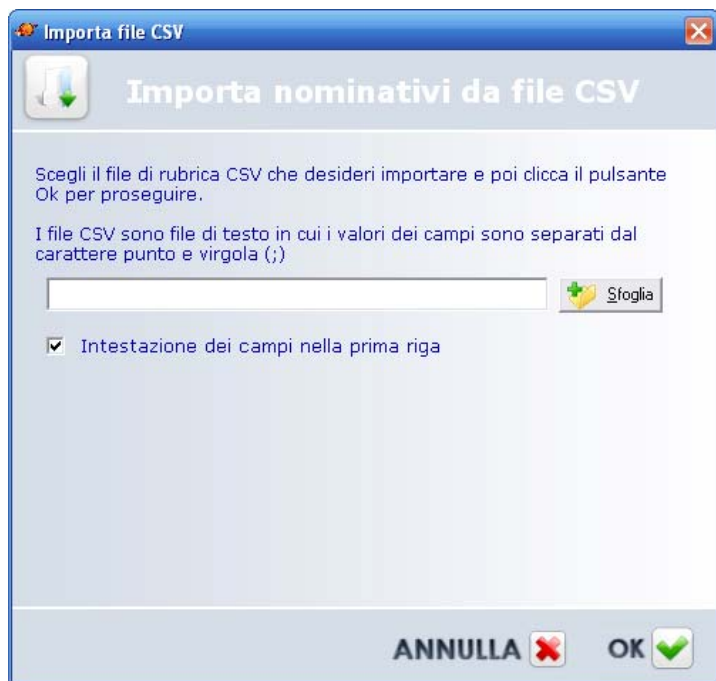 Importa file CSV
Importa nominativi da file CSV
Scegli il file di rubrica CSV che desideri importare e poi clicca il pulsante
Ok per proseguire.
I file CSV sono file di testo in cui i valori dei campi sono separati dal
carattere punto e virgola (;)
Sfoglia
Intestazione dei campi nella prima riga
ANNULLA
OK